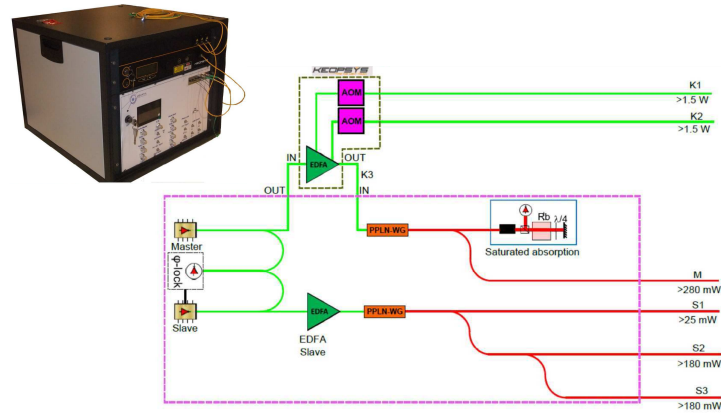 KEOPSYS
AOM
K1
>1.5 W
AOM
K2
>1.5 W
IN
EDFA
OUT
K3
OUT
IN
Master
PPLN-WG
Rb
λ/4
Saturated absorption
φ-lock
M
>280 mW
Slave
EDFA
EDFA
Slave
PPLN-WG
S1
>25 mW
S2
>180 mW
S3
>180 mW